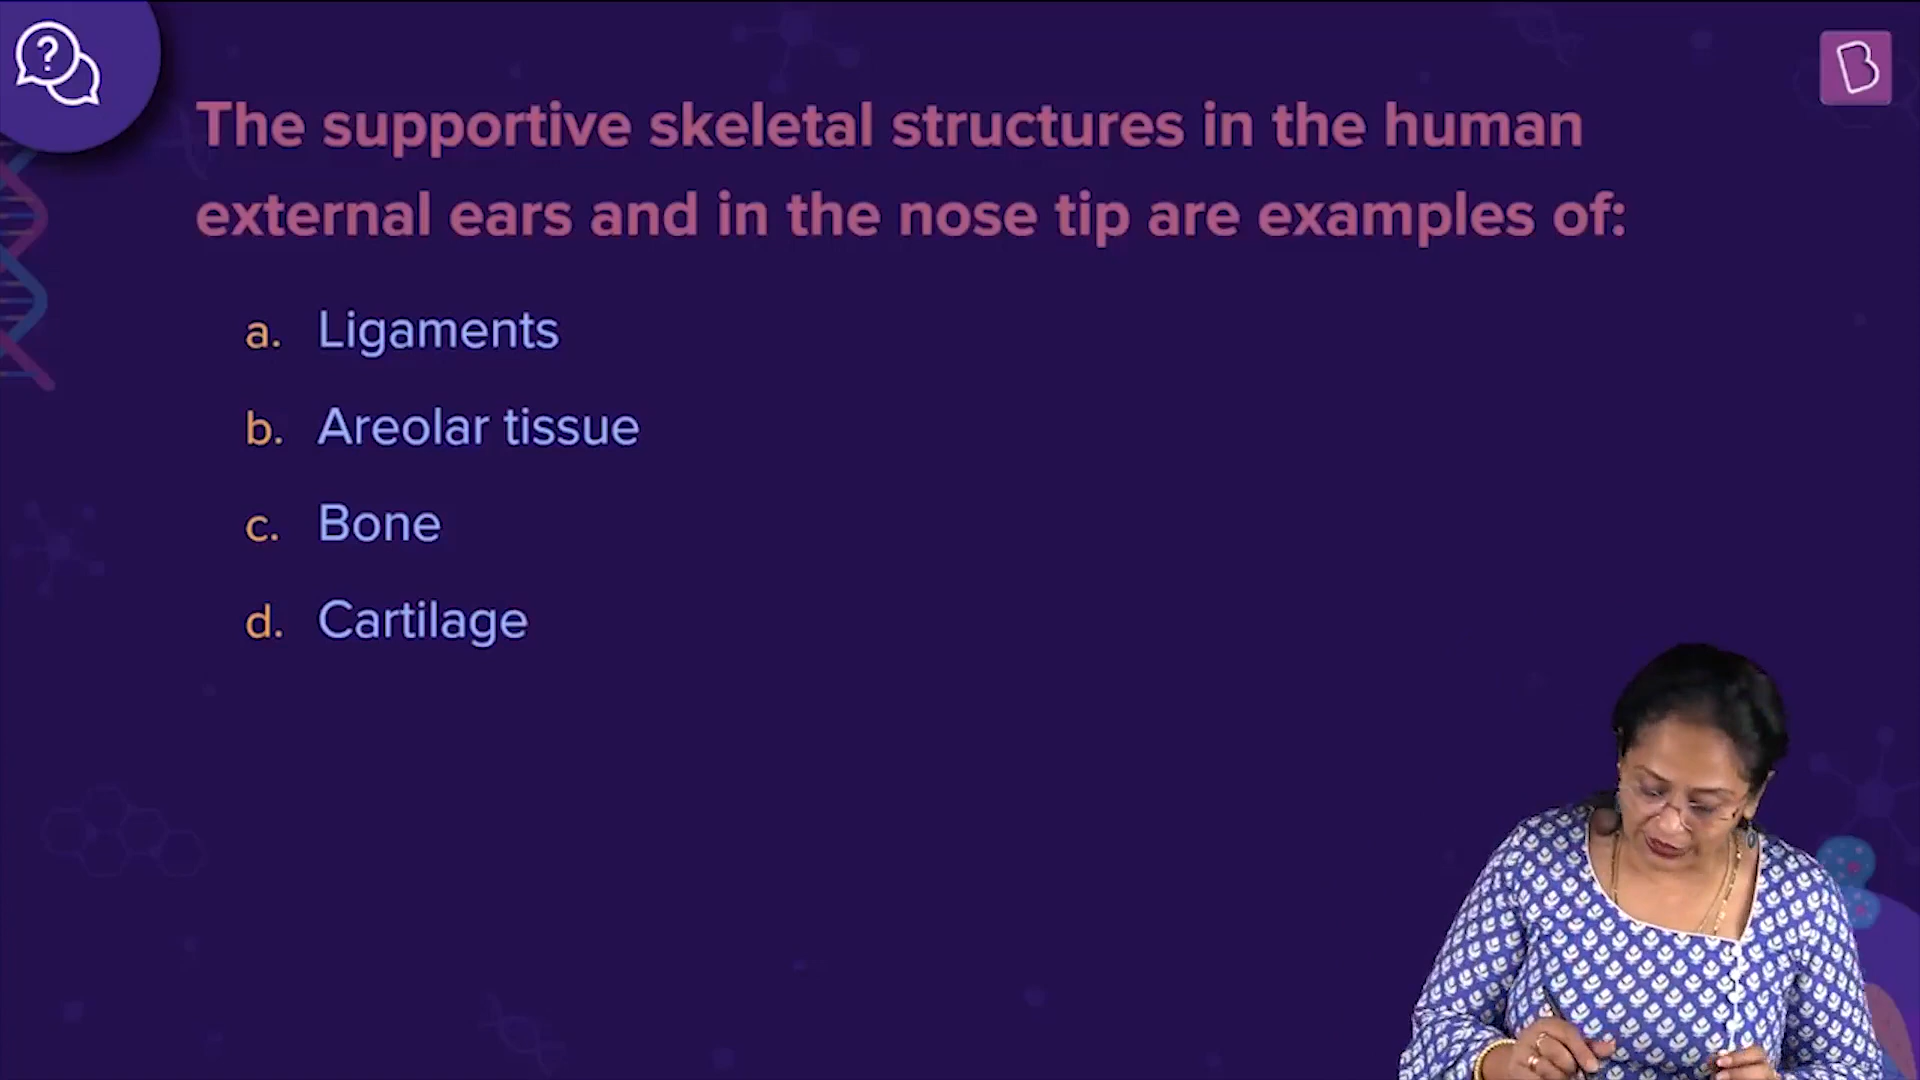 The supportive skeletal structures in the human
external ears and in the nose tip are examples of:
a. Ligaments
b. Areolar tissue
c. Bone
d. Cartilage